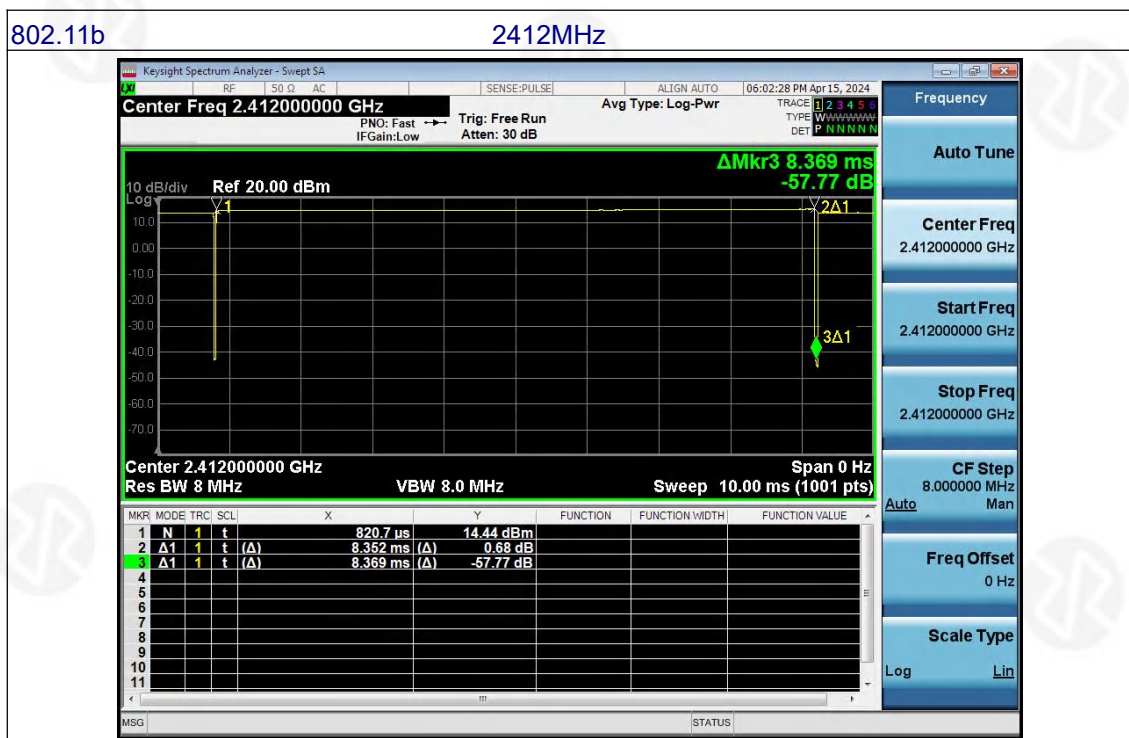 802.11b 2412MHz
Keysight Spectrum Analyzer - Swept SA
LXI RF 50 Ω AC SENSE:PULSE ALIGN AUTO 06:02:28 PM Apr 15, 2024
Center Freq 2.412000000 GHz Avg Type: Log-Pwr TRACE 1 2 3 4 5 6
PNO: Fast Trig: Free Run TYPE WWWWWWW
IFGain:Low Atten: 30 dB DET P N N N N N
ΔMkr3 8.369 ms
-57.77 dB
10 dB/div Ref 20.00 dBm
Log
1 2Δ1
10.0
0.00
-10.0
-20.0
-30.0
3Δ1
-40.0
-50.0
-60.0
-70.0
Center 2.412000000 GHz Span 0 Hz
Res BW 8 MHz VBW 8.0 MHz Sweep 10.00 ms (1001 pts)
MKR MODE TRC SCL X Y FUNCTION FUNCTION WIDTH FUNCTION VALUE
1 N 1 t 820.7 µs 14.44 dBm
2 Δ1 1 t (Δ) 8.352 ms (Δ) 0.68 dB
3 Δ1 1 t (Δ) 8.369 ms (Δ) -57.77 dB
4
5
6
7
8
9
10
11
MSG STATUS
Frequency
Auto Tune
Center Freq
2.412000000 GHz
Start Freq
2.412000000 GHz
Stop Freq
2.412000000 GHz
CF Step
8.000000 MHz
Auto Man
Freq Offset
0 Hz
Scale Type
Log Lin